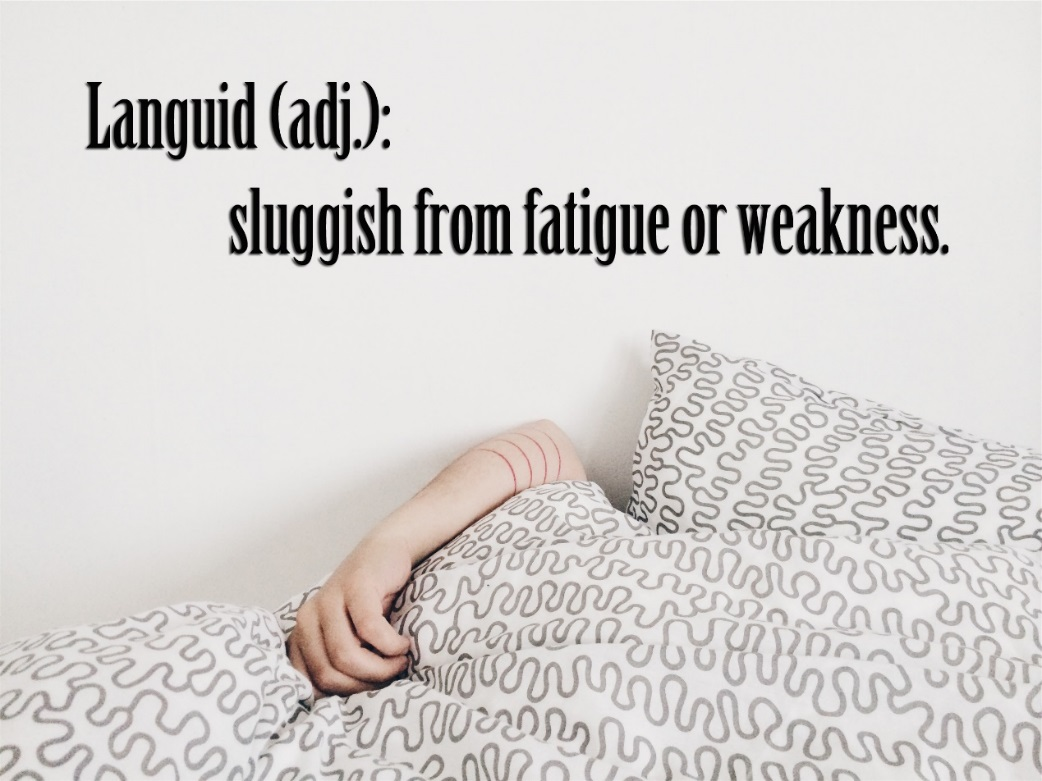 Languid (adj.):
sluggish from fatigue or weakness.